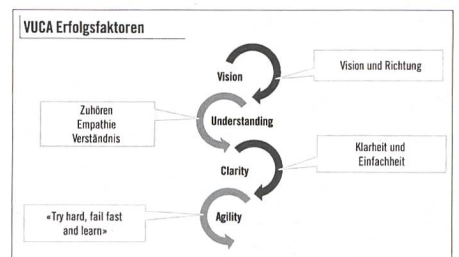 VUCA Erfolgsfaktoren
Vision
Vision und Richtung
Zuhören
Empathie
Verständnis
Understanding
Clarity
Klarheit und
Einfachheit
Agility
«Try hard, fail fast
and learn»